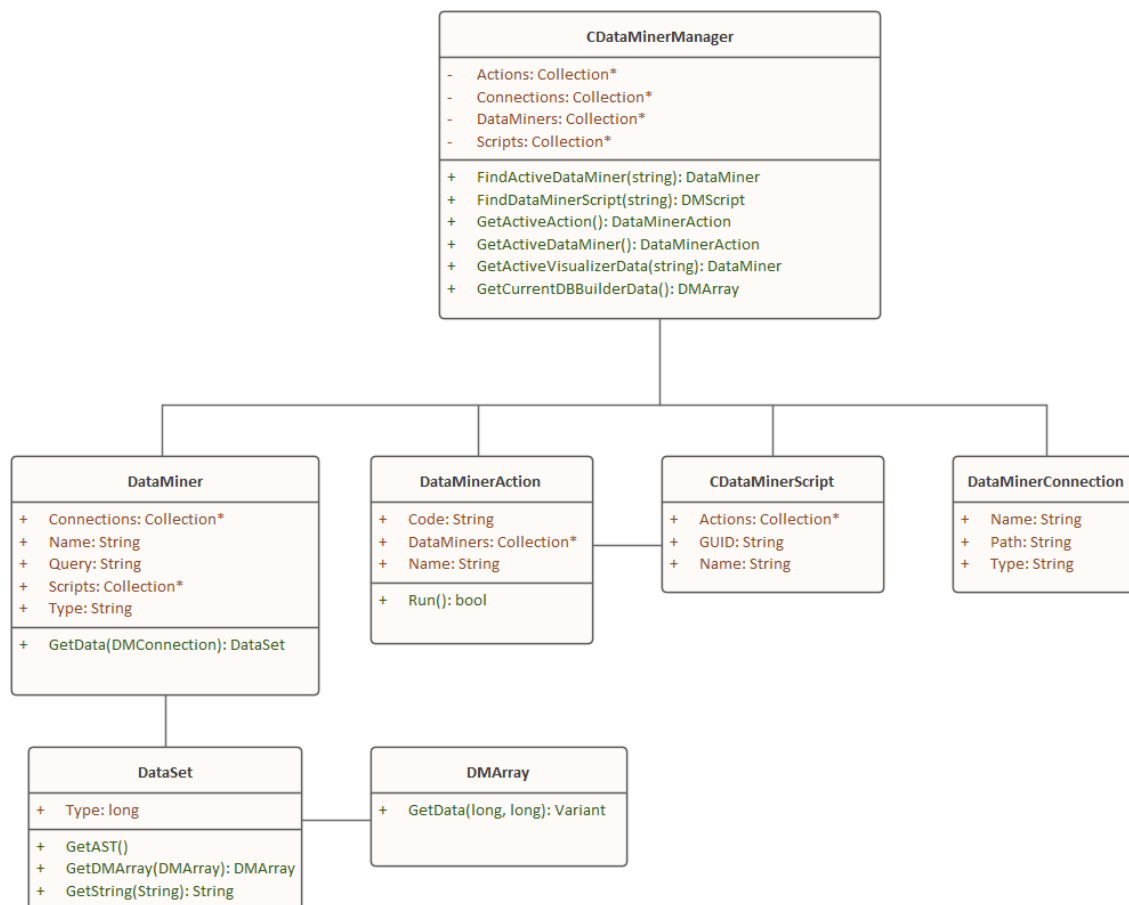 CDataMinerManager
- Actions: Collection*
- Connections: Collection*
- DataMiners: Collection*
- Scripts: Collection*
+ FindActiveDataMiner(string): DataMiner
+ FindDataMinerScript(string): DMScript
+ GetActiveAction(): DataMinerAction
+ GetActiveDataMiner(): DataMinerAction
+ GetActiveVisualizerData(string): DataMiner
+ GetCurrentDBBuilderData(): DMArray
DataMiner
+ Connections: Collection*
+ Name: String
+ Query: String
+ Scripts: Collection*
+ Type: String
+ GetData(DMConnection): DataSet
DataMinerAction
+ Code: String
+ DataMiners: Collection*
+ Name: String
+ Run(): bool
CDataMinerScript
+ Actions: Collection*
+ GUID: String
+ Name: String
DataMinerConnection
+ Name: String
+ Path: String
+ Type: String
DataSet
+ Type: long
+ GetAST()
+ GetDMArray(DMArray): DMArray
+ GetString(String): String
DMArray
+ GetData(long, long): Variant